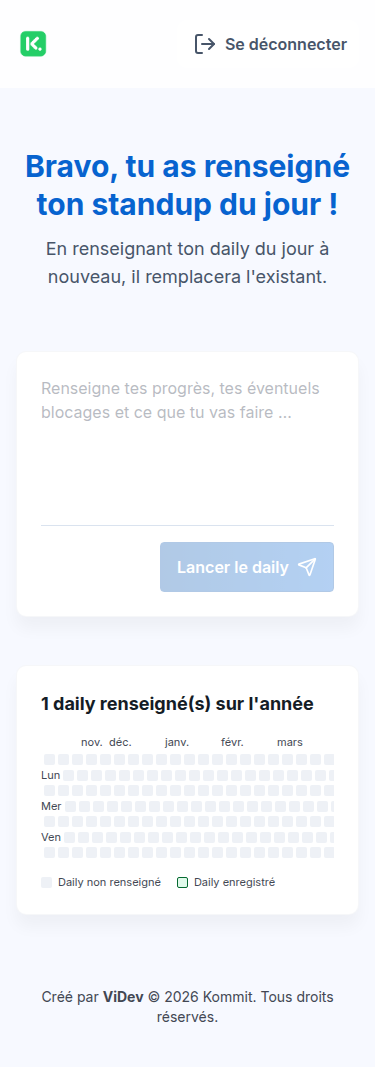 K.
Se déconnecter
Bravo, tu as renseigné
ton standup du jour !
En renseignant ton daily du jour à
nouveau, il remplacera l'existant.
Renseigne tes progrès, tes éventuels
blocages et ce que tu vas faire ...
Lancer le daily
1 daily renseigné(s) sur l'année
nov. déc. janv. févr. mars
Lun
Mer
Ven
Daily non renseigné Daily enregistré
Créé par ViDev © 2026 Kommit. Tous droits
réservés.